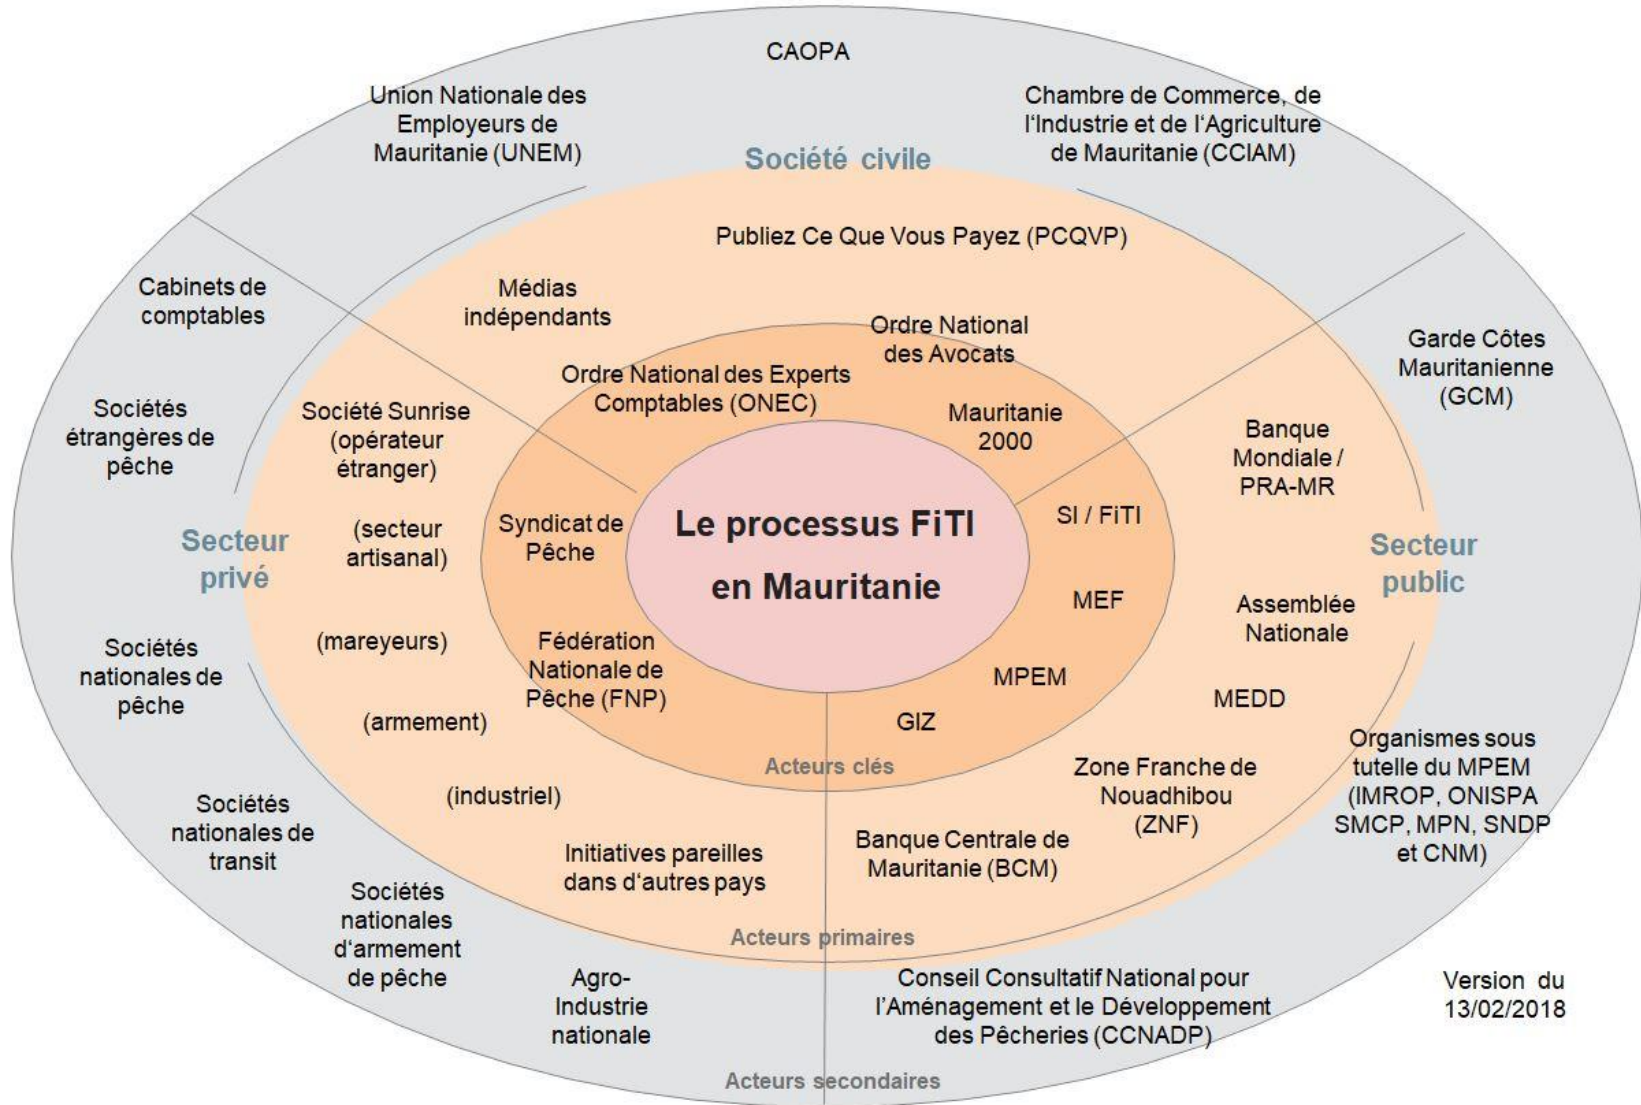 CAOPA
Union Nationale des
Employeurs de
Mauritanie (UNEM)
Chambre de Commerce, de
l‘Industrie et de l‘Agriculture
de Mauritanie (CCIAM)
Société civile
Publiez Ce Que Vous Payez (PCQVP)
Cabinets de
comptables
Médias
indépendants
Ordre National
des Avocats
Garde Côtes
Mauritanienne
(GCM)
Ordre National des Experts
Comptables (ONEC)
Mauritanie
2000
Sociétés
étrangères de
pêche
Société Sunrise
(opérateur
étranger)
Banque
Mondiale /
PRA-MR
Secteur
privé
(secteur
artisanal)
Syndicat de
Pêche
Le processus FiTI
en Mauritanie
SI / FiTI
MEF
Secteur
public
Assemblée
Nationale
Sociétés
nationales de
pêche
(mareyeurs)
Fédération
Nationale de
Pêche (FNP)
MPEM
MEDD
(armement)
GIZ
Acteurs clés
Zone Franche de
Nouadhibou
(ZNF)
Organismes sous
tutelle du MPEM
(IMROP, ONISPA
SMCP, MPN, SNDP
et CNM)
Sociétés
nationales de
transit
(industriel)
Initiatives pareilles
dans d‘autres pays
Banque Centrale de
Mauritanie (BCM)
Sociétés
nationales
d‘armement
de pêche
Acteurs primaires
Agro-
Industrie
nationale
Conseil Consultatif National pour
l’Aménagement et le Développement
des Pêcheries (CCNADP)
Version du
13/02/2018
Acteurs secondaires